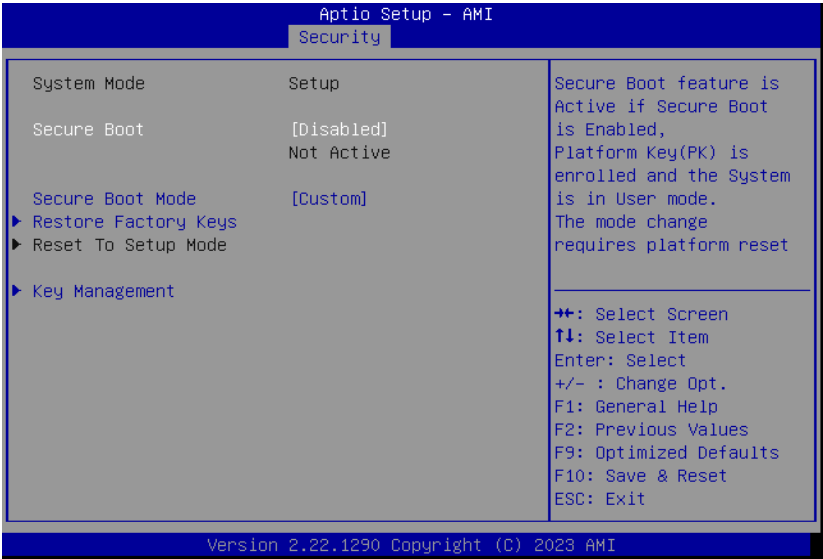 Aptio Setup – AMI
Security
System Mode Setup
Secure Boot [Disabled]
Not Active
Secure Boot Mode [Custom]
Restore Factory Keys
Reset To Setup Mode
Key Management
Secure Boot feature is
Active if Secure Boot
is Enabled,
Platform Key(PK) is
enrolled and the System
is in User mode.
The mode change
requires platform reset
→←: Select Screen
↑↓: Select Item
Enter: Select
+/- : Change Opt.
F1: General Help
F2: Previous Values
F9: Optimized Defaults
F10: Save & Reset
ESC: Exit
Version 2.22.1290 Copyright (C) 2023 AMI